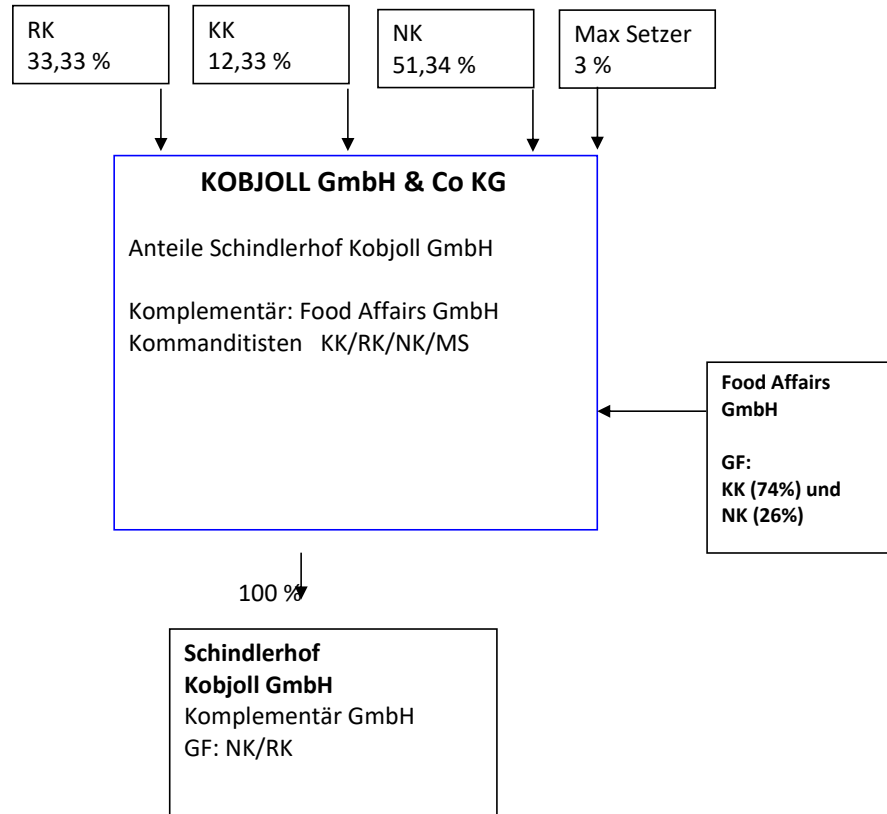 RK
33,33 %
KK
12,33 %
NK
51,34 %
Max Setzer
3 %
KOBJOLL GmbH & Co KG
Anteile Schindlerhof Kobjoll GmbH
Komplementär: Food Affairs GmbH
Kommanditisten KK/RK/NK/MS
Food Affairs
GmbH
GF:
KK (74%) und
NK (26%)
100 %
Schindlerhof
Kobjoll GmbH
Komplementär GmbH
GF: NK/RK